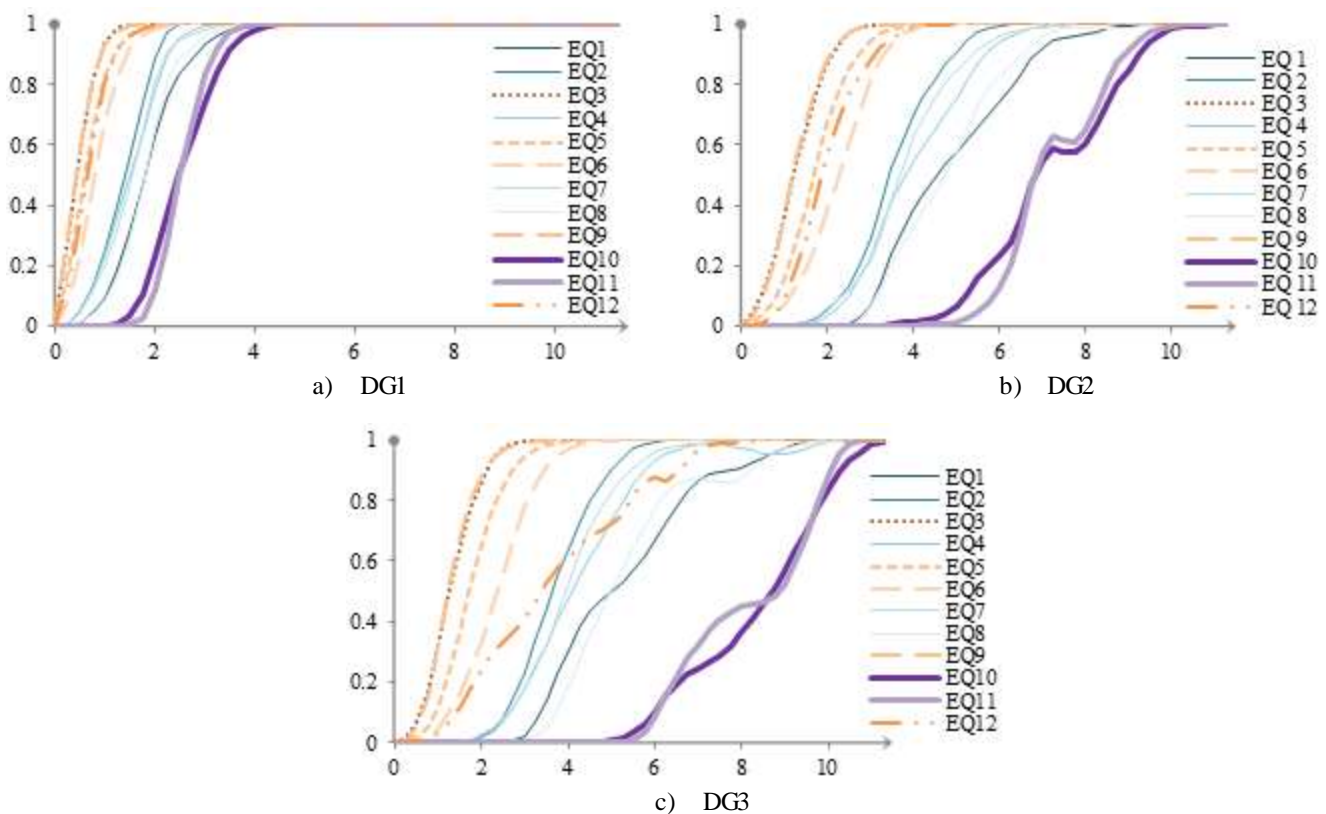 1
0.8
0.6
0.4
0.2
0
0 2 4 6 8 10
EQ1
EQ2
EQ3
EQ4
EQ5
EQ6
EQ7
EQ8
EQ9
EQ10
EQ11
EQ12
a) DG1
1
0.8
0.6
0.4
0.2
0
0 2 4 6 8 10
EQ 1
EQ 2
EQ 3
EQ 4
EQ 5
EQ 6
EQ 7
EQ 8
EQ 9
EQ 10
EQ 11
EQ 12
b) DG2
1
0.8
0.6
0.4
0.2
0
0 2 4 6 8 10
EQ1
EQ2
EQ3
EQ4
EQ5
EQ6
EQ7
EQ8
EQ9
EQ10
EQ11
EQ12
c) DG3